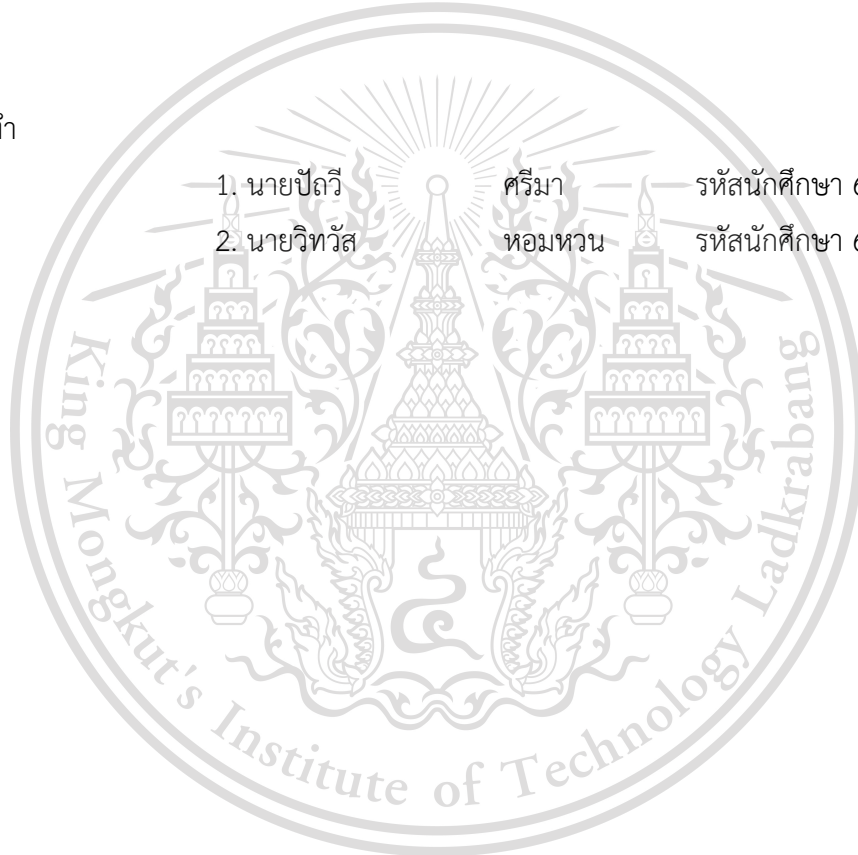 1. นายปัถวี ศรีมา รหัสนักศึกษา
2. นายวิทวัส หอมหวน รหัสนักศึกษา
King Mongkut's Institute of Technology Ladkrabang